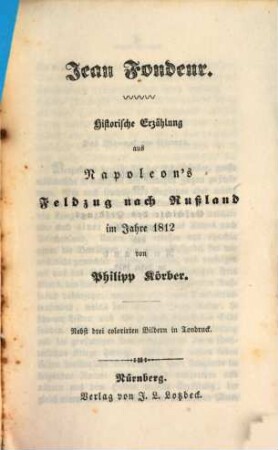 Jean Fondeur.
Historische Erzählung
aus
Napoleon's
Feldzug nach Rußland
im Jahre 1812
von
Philipp Körber.
Nebst drei colorirten Bildern in Tondruck.
Nürnberg.
Verlag von J. L. Lotzbeck.